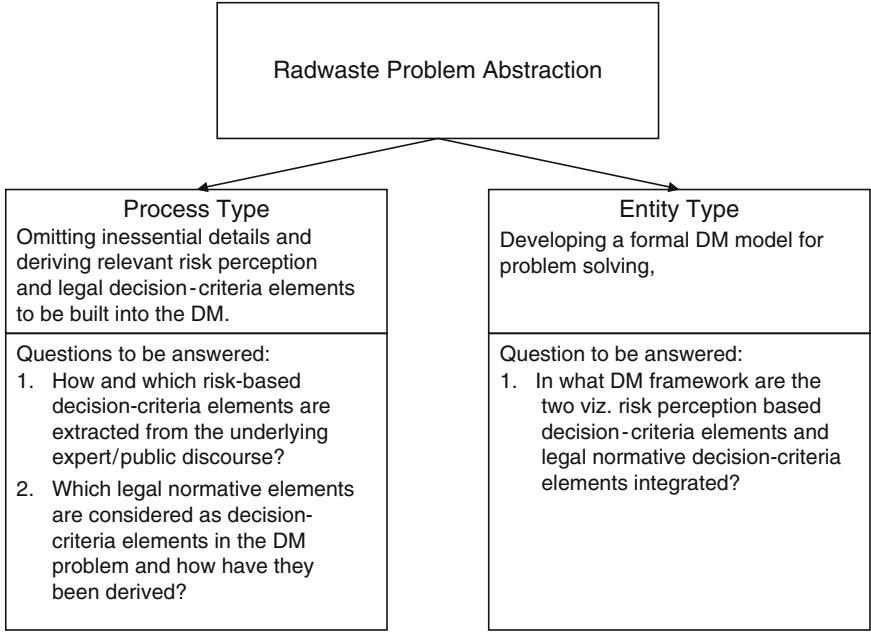 Radwaste Problem Abstraction
Process Type
Omitting inessential details and
deriving relevant risk perception
and legal decision-criteria elements
to be built into the DM.
Questions to be answered:
1. How and which risk-based
decision-criteria elements are
extracted from the underlying
expert/public discourse?
2. Which legal normative elements
are considered as decision-
criteria elements in the DM
problem and how have they
been derived?
Entity Type
Developing a formal DM model for
problem solving,
Question to be answered:
1. In what DM framework are the
two viz. risk perception based
decision-criteria elements and
legal normative decision-criteria
elements integrated?